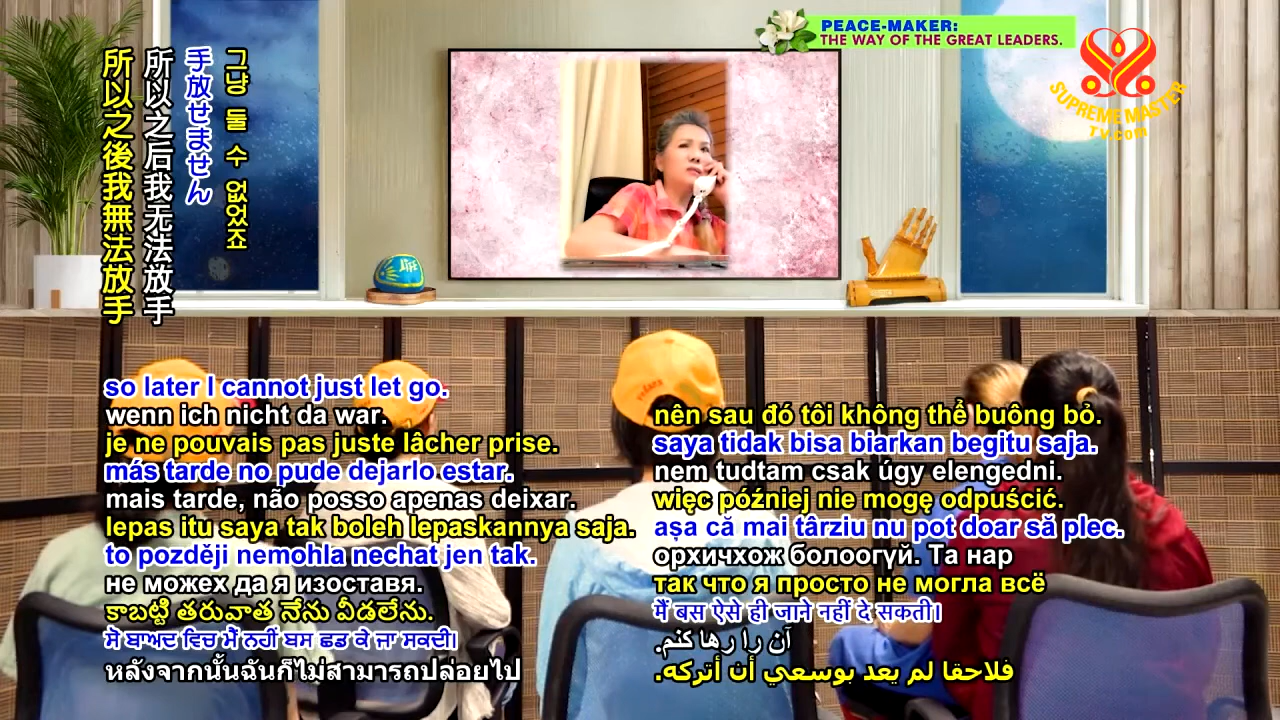 PEACE-MAKER:
THE WAY OF THE GREAT LEADERS.
SUPREME MASTER
TV.com
그냥 둘 수 없었죠
手放せません
所以之后我无法放手
所以之後我無法放手
so later I cannot just let go.
wenn ich nicht da war.
je ne pouvais pas juste lâcher prise.
más tarde no pude dejarlo estar.
mais tarde, não posso apenas deixar.
lepas itu saya tak boleh lepaskannya saja.
to později nemohla nechat jen tak.
не можех да я изоставя.
కాబట్టి తరువాత నేను వీడలేను.
ਸੋ ਬਾਅਦ ਵਿਚ ਮੈਂ ਨਹੀਂ ਬਸ ਛਡ ਕੇ ਜਾ ਸਕਦੀ।
หลังจากนั้นฉันก็ไม่สามารถปล่อยไป
nên sau đó tôi không thể buông bỏ.
saya tidak bisa biarkan begitu saja.
nem tudtam csak úgy elengedni.
więc później nie mogę odpuścić.
așa că mai târziu nu pot doar să plec.
орхичхож болоогүй. Та нар
так что я просто не могла всё
मैं बस ऐसे ही जाने नहीं दे सकती।
آن را رها کنم.
فلاحقا لم يعد بوسعي أن أتركه.